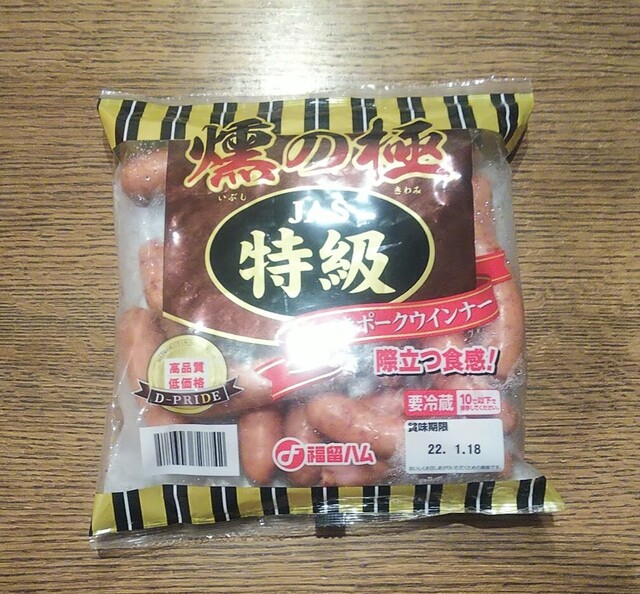 燻の極
いぶし きわみ
JAS
特級
ポークウインナー
際立つ食感!
高品質
低価格
D-PRIDE
要冷蔵
10℃以下で
保存してください。
賞味期限
22. 1.18
福留ハム